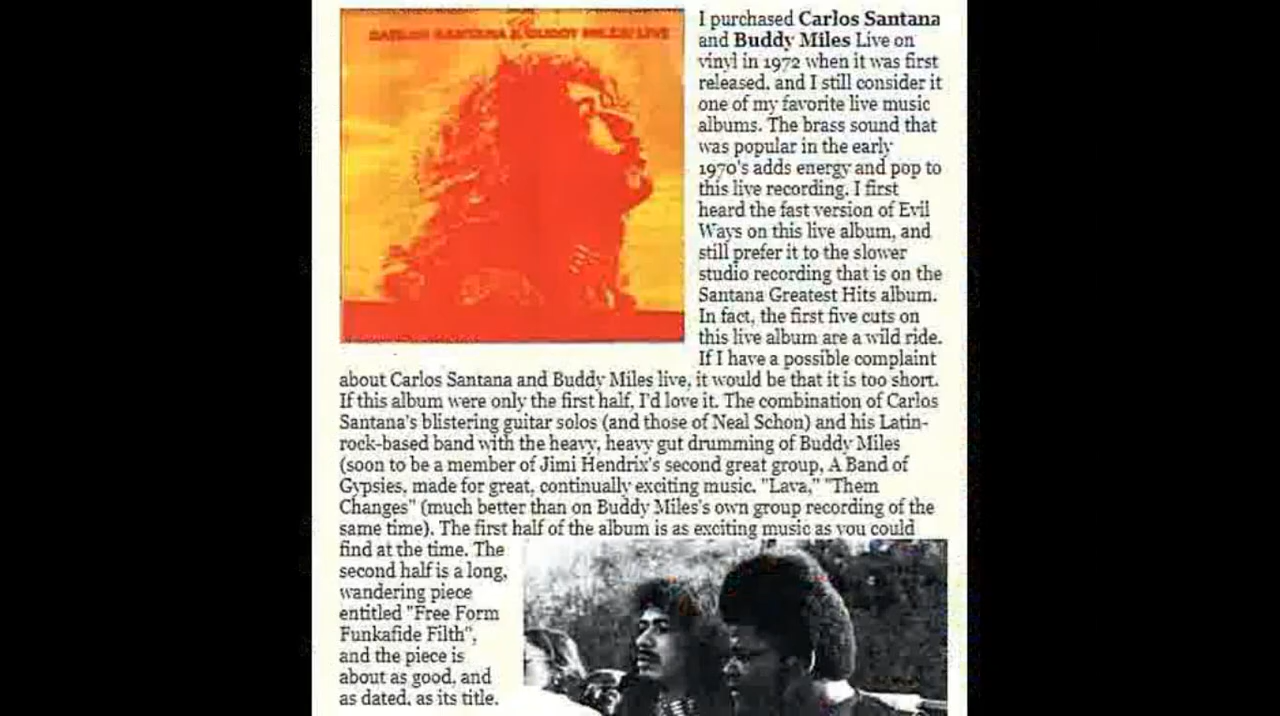 CARLOS SANTANA & BUDDY MILES! LIVE!
I purchased Carlos Santana
and Buddy Miles Live on
vinyl in 1972 when it was first
released, and I still consider it
one of my favorite live music
albums. The brass sound that
was popular in the early
1970's adds energy and pop to
this live recording. I first
heard the fast version of Evil
Ways on this live album, and
still prefer it to the slower
studio recording that is on the
Santana Greatest Hits album.
In fact, the first five cuts on
this live album are a wild ride.
If I have a possible complaint
about Carlos Santana and Buddy Miles live, it would be that it is too short.
If this album were only the first half, I'd love it. The combination of Carlos
Santana's blistering guitar solos (and those of Neal Schon) and his Latin-
rock-based band with the heavy, heavy gut drumming of Buddy Miles
(soon to be a member of Jimi Hendrix's second great group, A Band of
Gypsies, made for great, continually exciting music. "Lava," "Them
Changes" (much better than on Buddy Miles's own group recording of the
same time). The first half of the album is as exciting music as you could
find at the time. The
second half is a long,
wandering piece
entitled "Free Form
Funkafide Filth",
and the piece is
about as good, and
as dated, as its title.